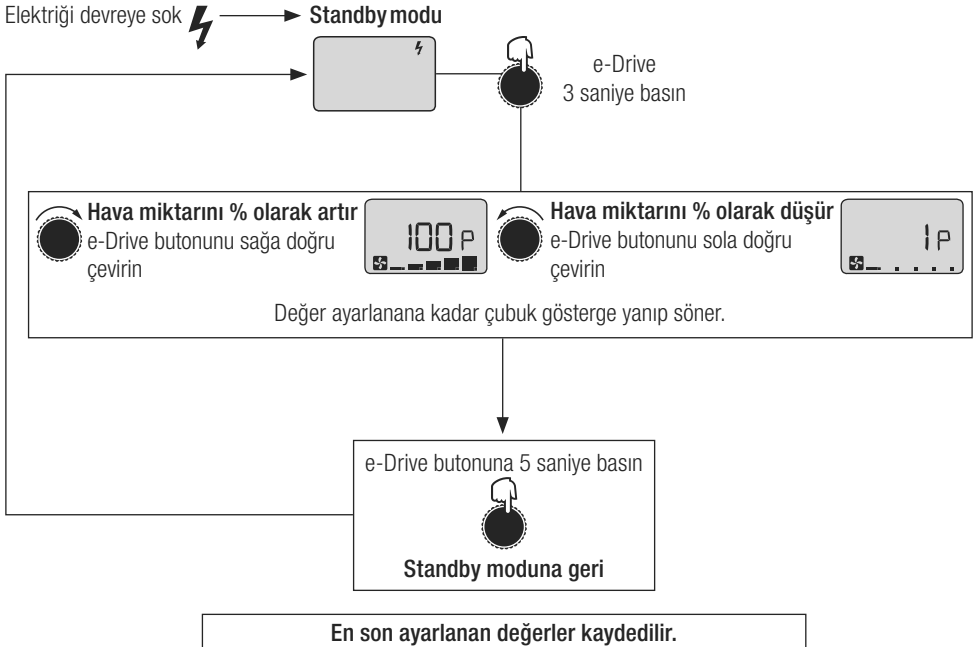 Elektriği devreye sok
Standby modu
e-Drive
3 saniye basın
Hava miktarını % olarak artır
e-Drive butonunu sağa doğru
çevirin
100 P
Hava miktarını % olarak düşür
e-Drive butonunu sola doğru
çevirin
1 P
Değer ayarlanana kadar çubuk gösterge yanıp söner.
e-Drive butonuna 5 saniye basın
Standby moduna geri
En son ayarlanan değerler kaydedilir.